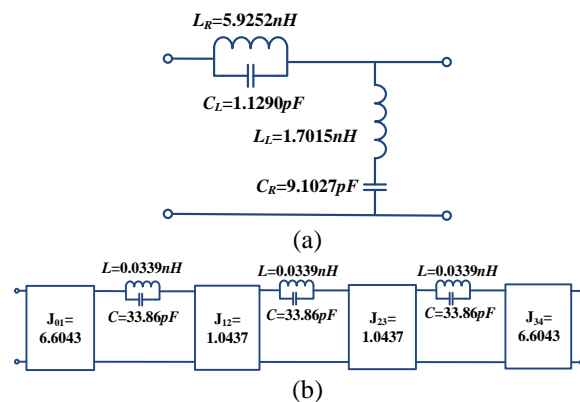 L_R=5.9252nH
C_L=1.1290pF
L_L=1.7015nH
C_R=9.1027pF
(a)
L=0.0339nH L=0.0339nH L=0.0339nH
J₀₁= C=33.86pF J₁₂= C=33.86pF J₂₃= C=33.86pF J₃₄=
6.6043 1.0437 1.0437 6.6043
(b)